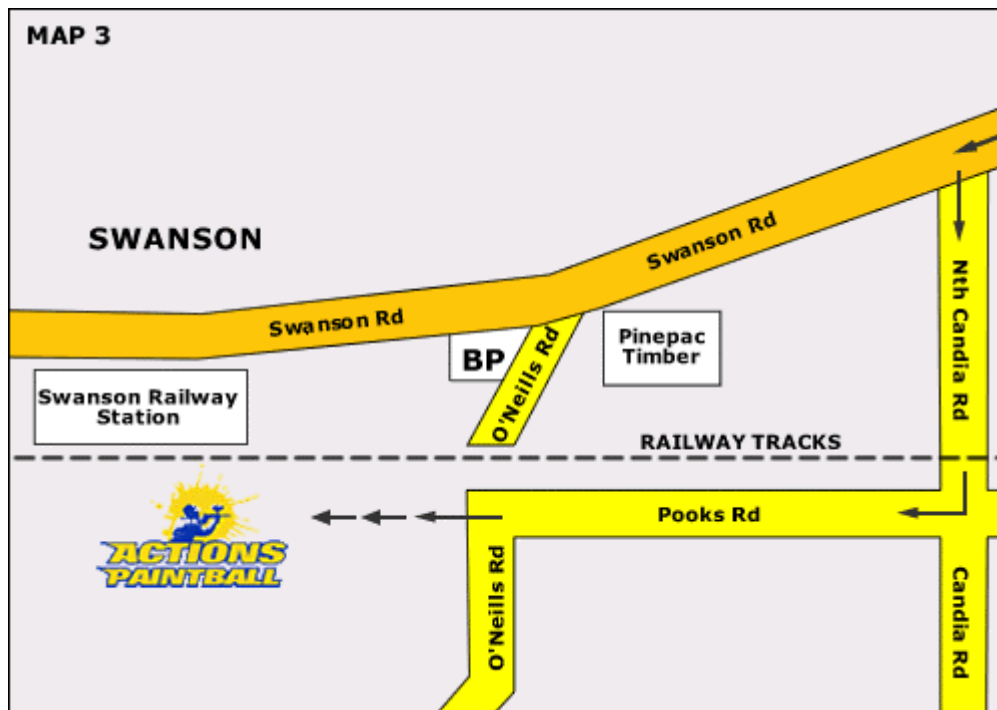 MAP 3
SWANSON
Swanson Rd
Swanson Rd
Nth Candia Rd
BP
O'Neills Rd
Pinepac
Timber
Swanson Railway
Station
RAILWAY TRACKS
ACTIONS
PAINTBALL
Pooks Rd
O'Neills Rd
Candia Rd